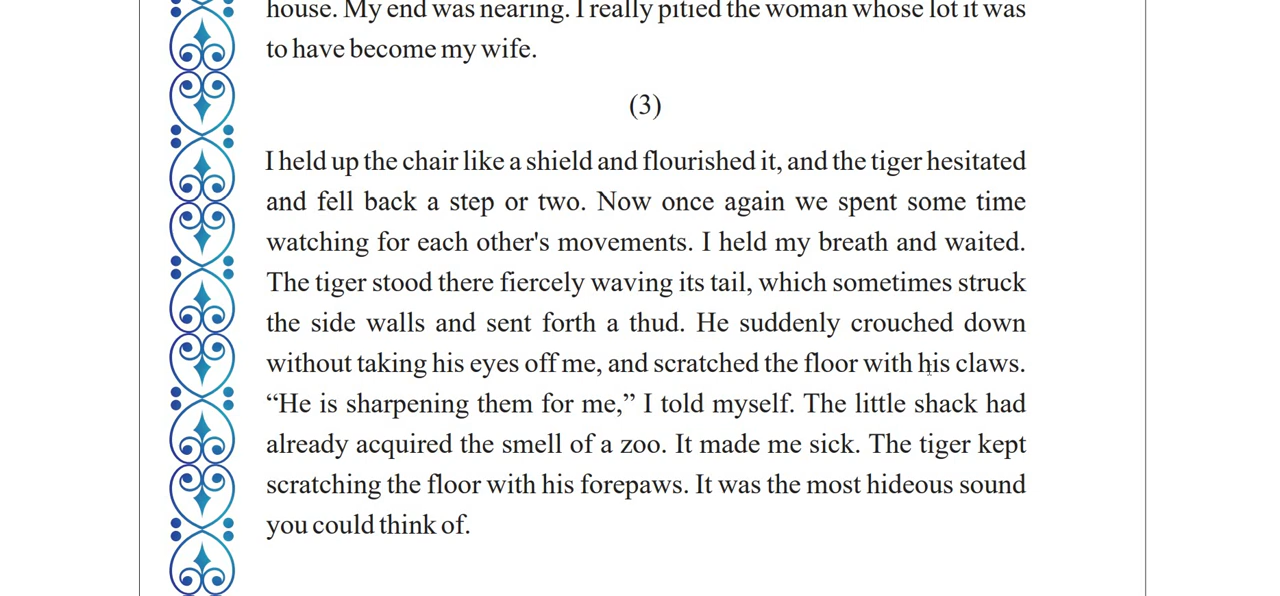 house. My end was nearing. I really pitied the woman whose lot it was
to have become my wife.
(3)
I held up the chair like a shield and flourished it, and the tiger hesitated
and fell back a step or two. Now once again we spent some time
watching for each other's movements. I held my breath and waited.
The tiger stood there fiercely waving its tail, which sometimes struck
the side walls and sent forth a thud. He suddenly crouched down
without taking his eyes off me, and scratched the floor with his claws.
“He is sharpening them for me,” I told myself. The little shack had
already acquired the smell of a zoo. It made me sick. The tiger kept
scratching the floor with his forepaws. It was the most hideous sound
you could think of.